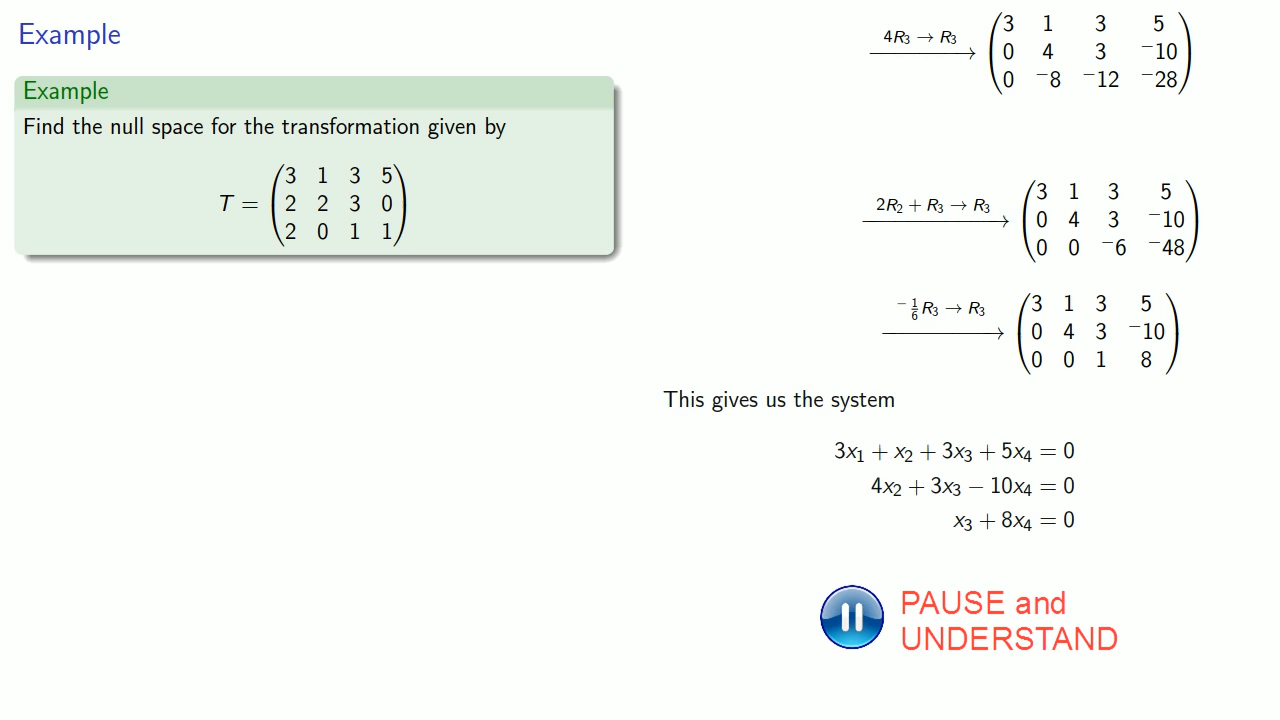 Example
Example
Find the null space for the transformation given by
T = (3 1 3 5
2 2 3 0
2 0 1 1)
4R₃ → R₃
(3 1 3 5
0 4 3 ⁻10
0 ⁻8 ⁻12 ⁻28)
2R₂ + R₃ → R₃
(3 1 3 5
0 4 3 ⁻10
0 0 ⁻6 ⁻48)
⁻1/6 R₃ → R₃
(3 1 3 5
0 4 3 ⁻10
0 0 1 8)
This gives us the system
3x₁ + x₂ + 3x₃ + 5x₄ = 0
4x₂ + 3x₃ − 10x₄ = 0
x₃ + 8x₄ = 0
PAUSE and
UNDERSTAND